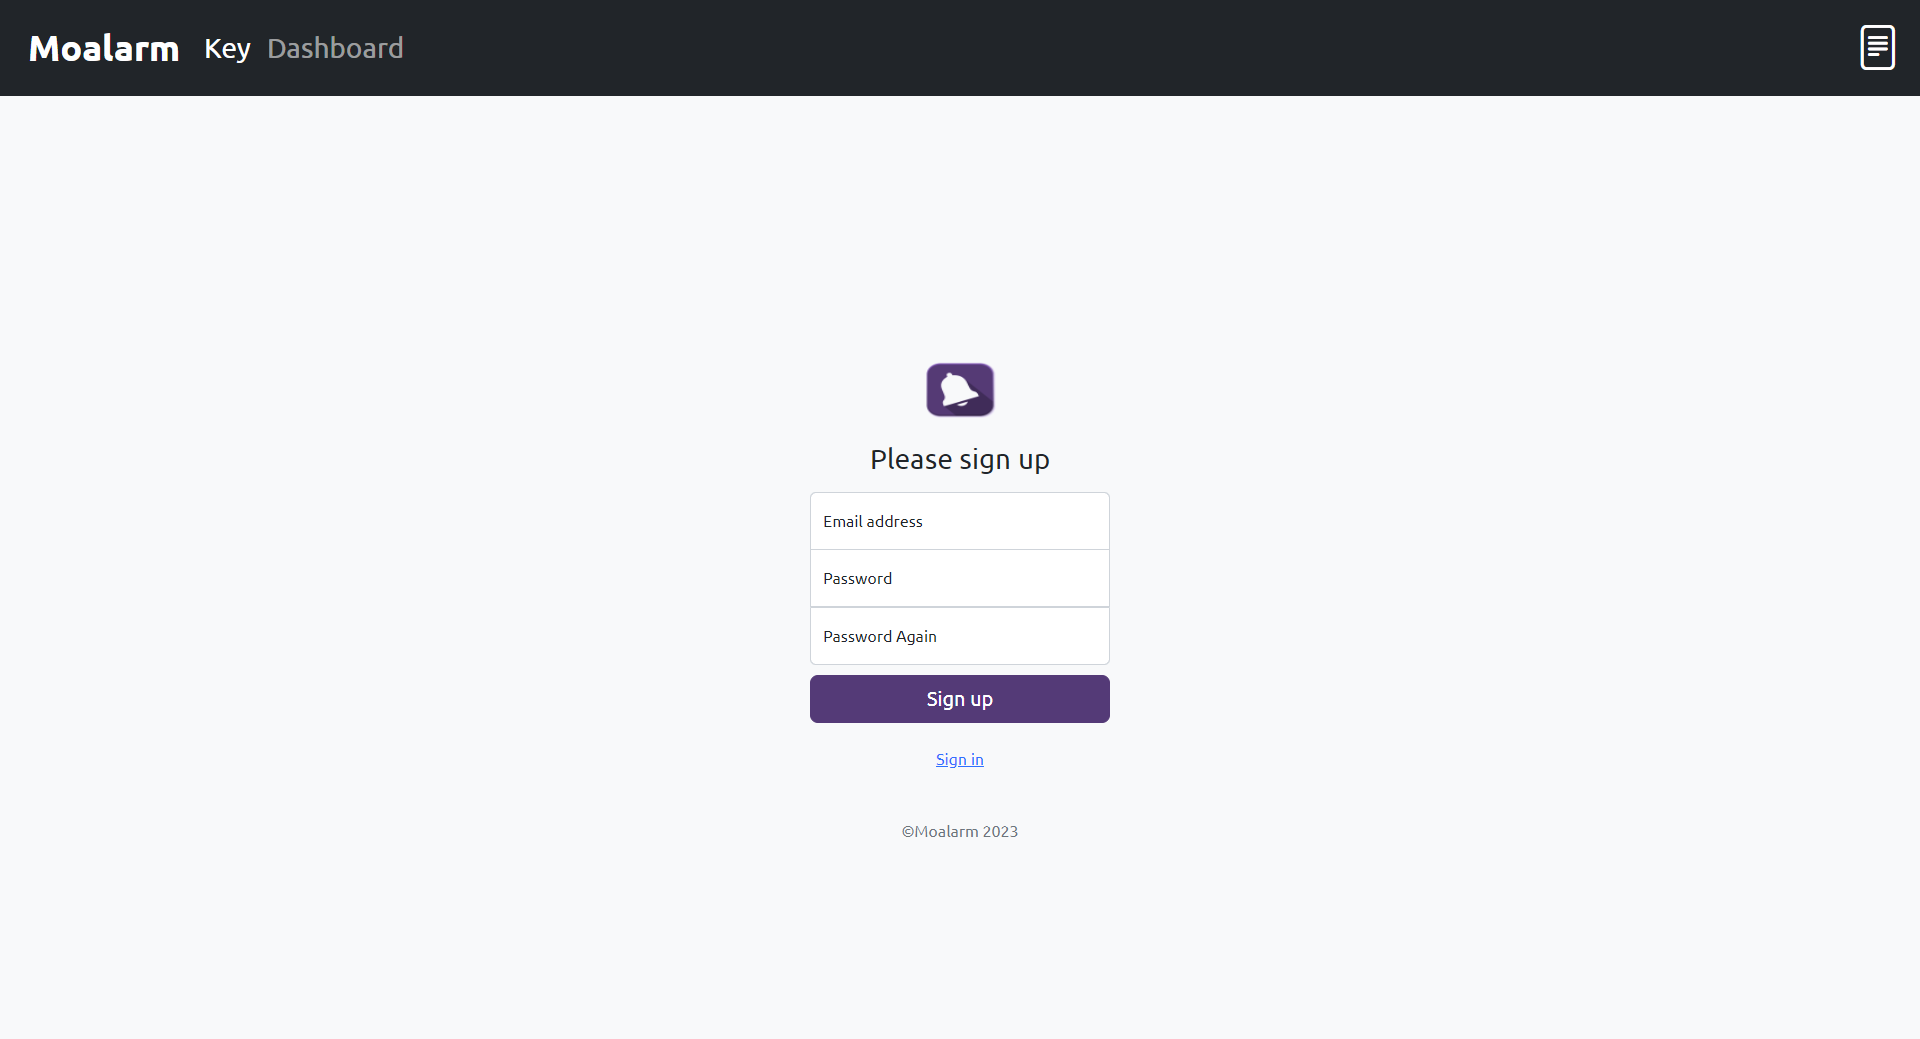 Moalarm Key Dashboard
Please sign up
Email address
Password
Password Again
Sign up
Sign in
©Moalarm 2023